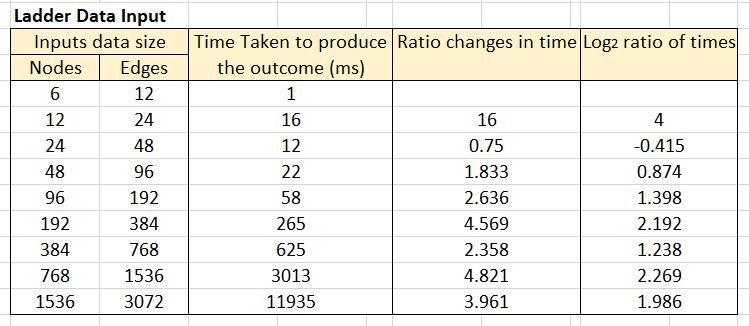 Ladder Data Input
Inputs data size Time Taken to produce the outcome (ms) Ratio changes in time Log2 ratio of times
Nodes Edges
6 12 1
12 24 16 16 4
24 48 12 0.75 -0.415
48 96 22 1.833 0.874
96 192 58 2.636 1.398
192 384 265 4.569 2.192
384 768 625 2.358 1.238
768 1536 3013 4.821 2.269
1536 3072 11935 3.961 1.986